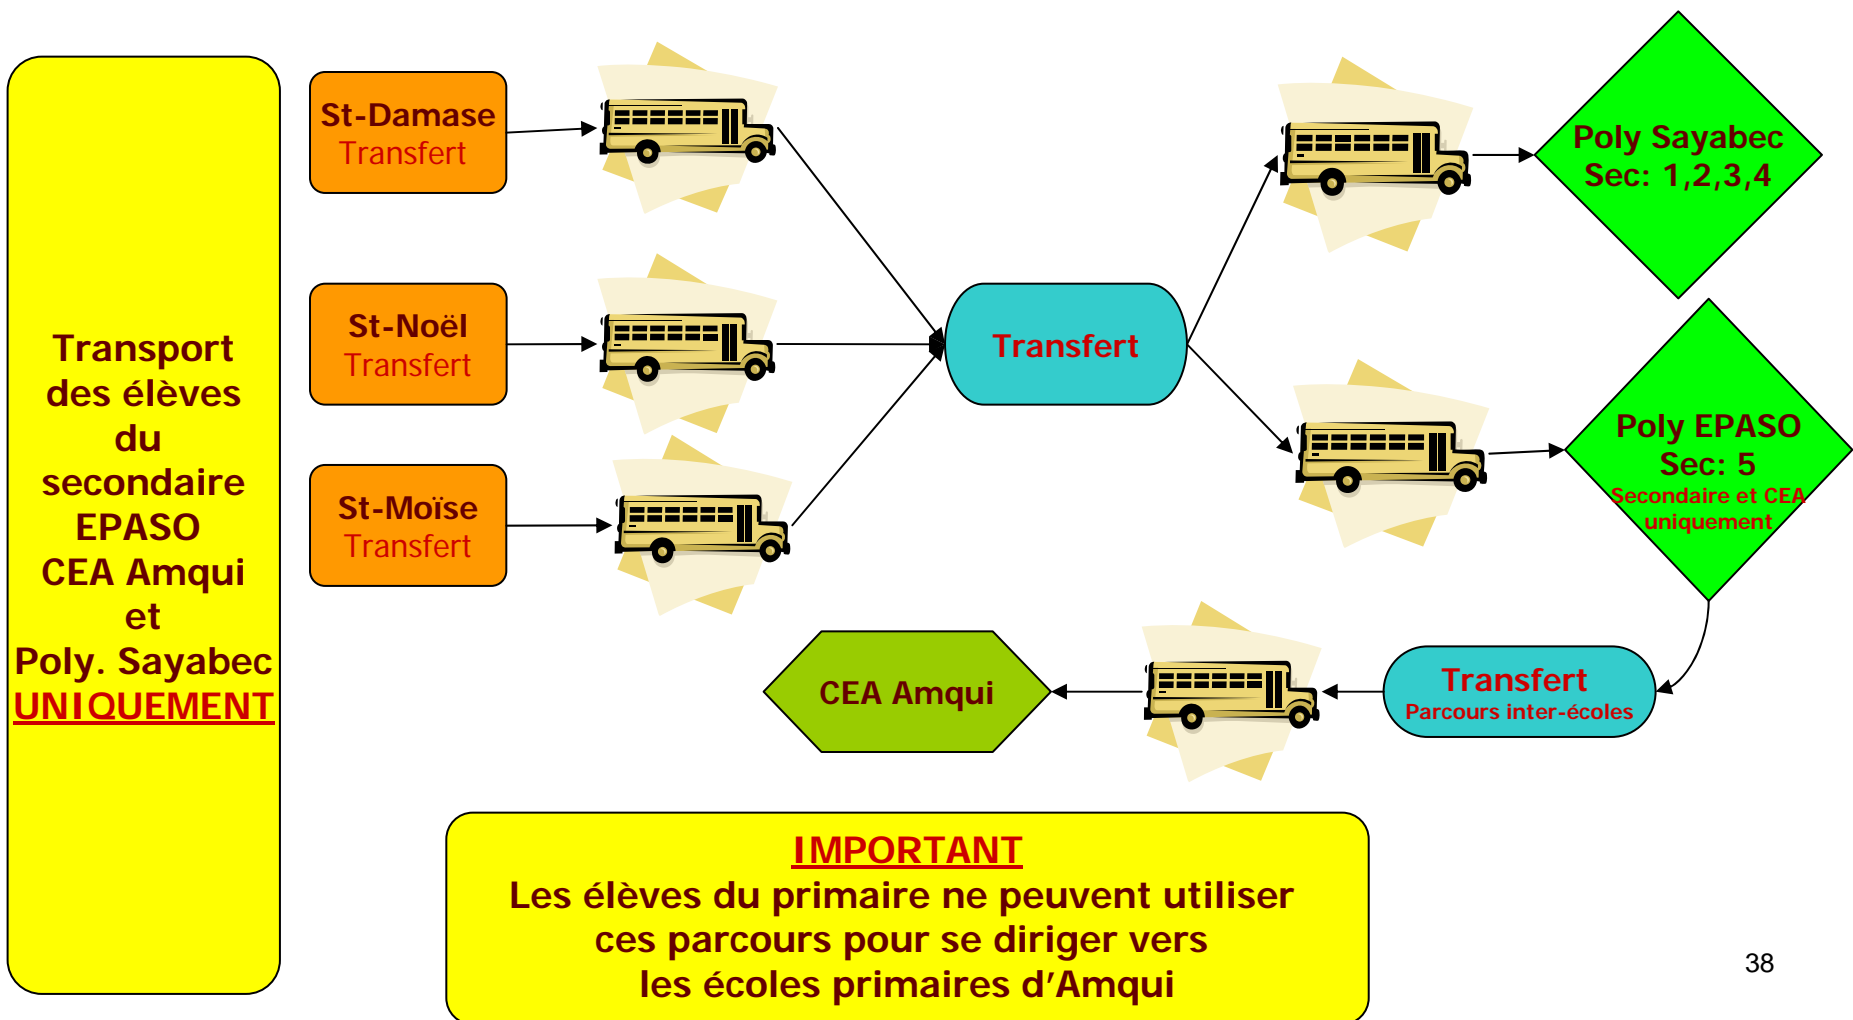 Transport
des élèves
du
secondaire
EPASO
CEA Amqui
et
Poly. Sayabec
UNIQUEMENT
St-Damase
Transfert
St-Noël
Transfert
St-Moïse
Transfert
Transfert
Poly Sayabec
Sec: 1,2,3,4
Poly EPASO
Sec: 5
Secondaire et CEA
uniquement
Transfert
Parcours inter-écoles
CEA Amqui
IMPORTANT
Les élèves du primaire ne peuvent utiliser
ces parcours pour se diriger vers
les écoles primaires d'Amqui
38